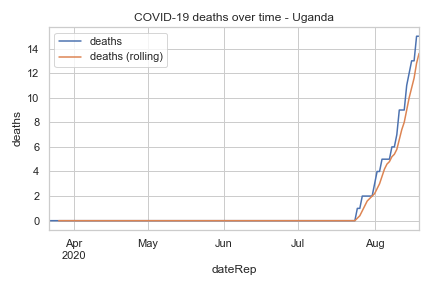 COVID-19 deaths over time - Uganda
deaths
deaths (rolling)
14
12
10
8
6
4
2
0
deaths
Apr
2020
May
Jun
Jul
Aug
dateRep